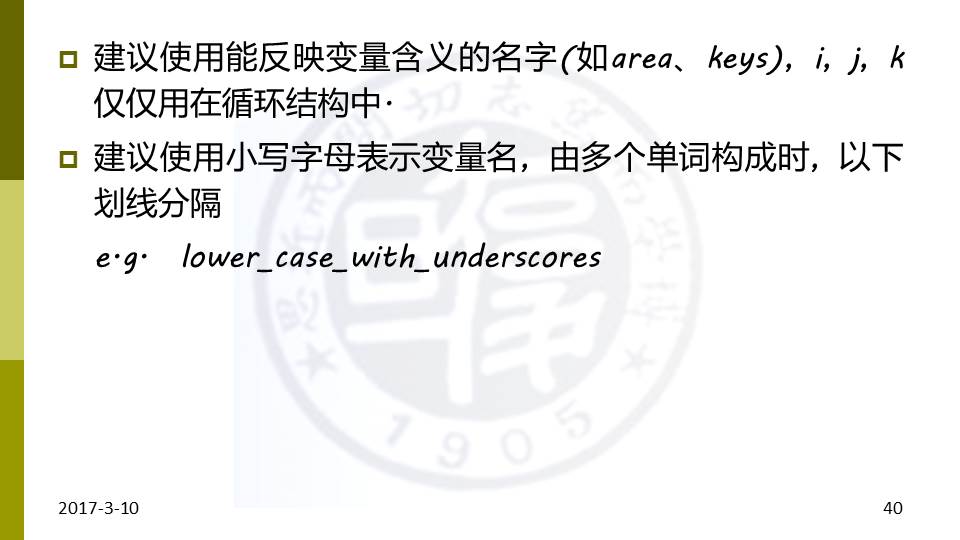 建议使用能反映变量含义的名字(如area、keys)，i，j，k
仅仅用在循环结构中.
建议使用小写字母表示变量名，由多个单词构成时，以下
划线分隔
e.g. lower_case_with_underscores
1905
2017-3-10
40